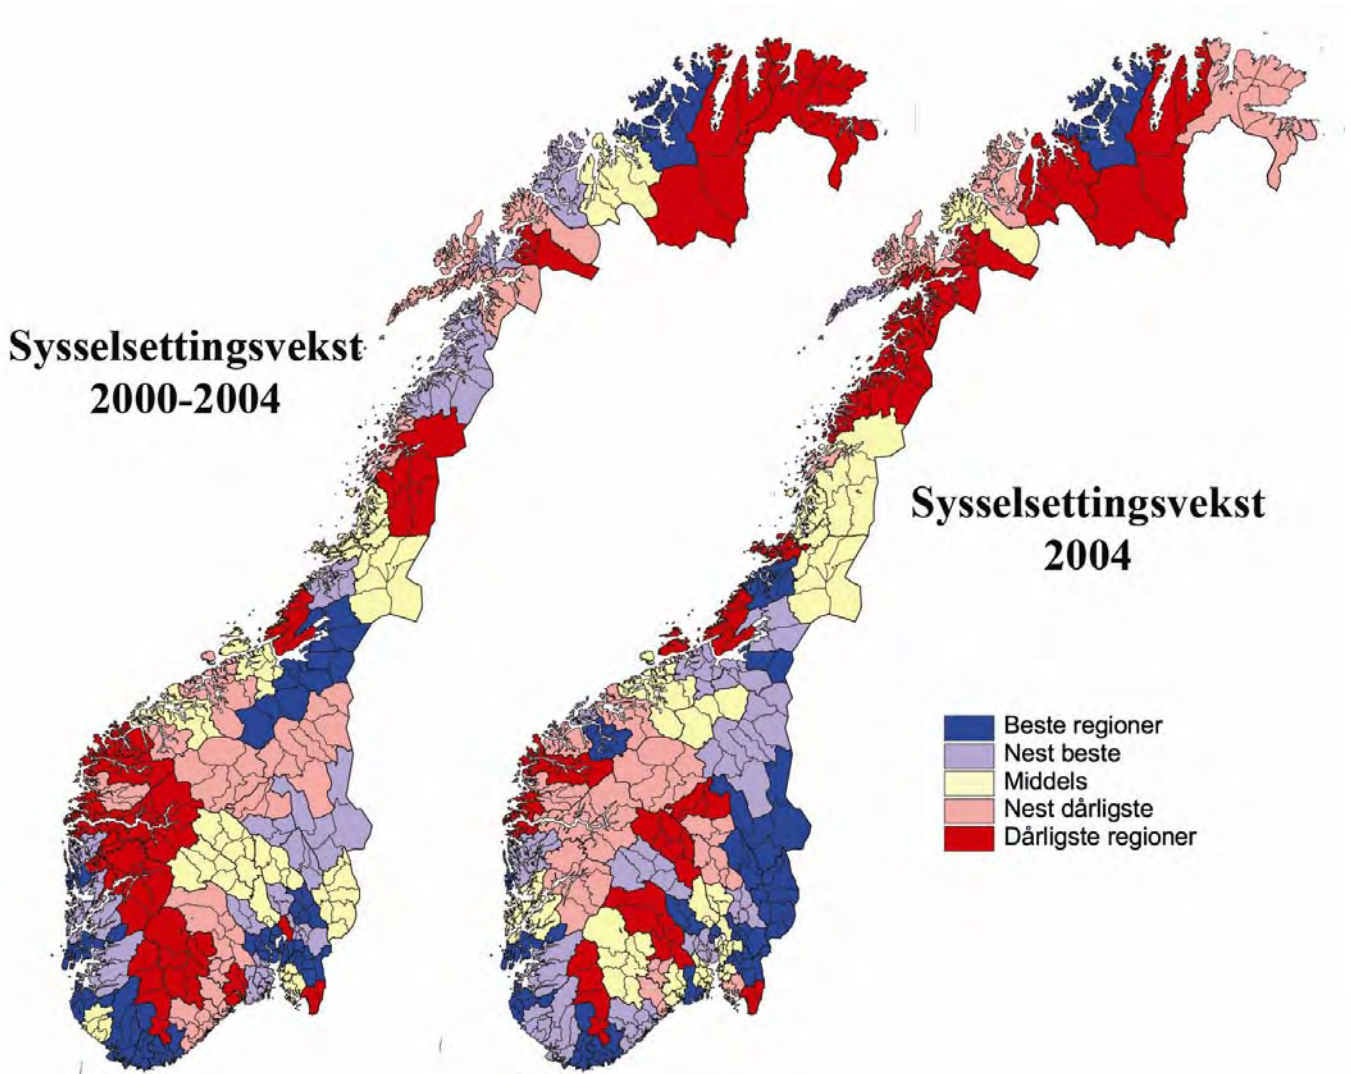 Sysselsettingsvekst
2000-2004
Sysselsettingsvekst
2004
Beste regioner
Nest beste
Middels
Nest dårligste
Dårligste regioner